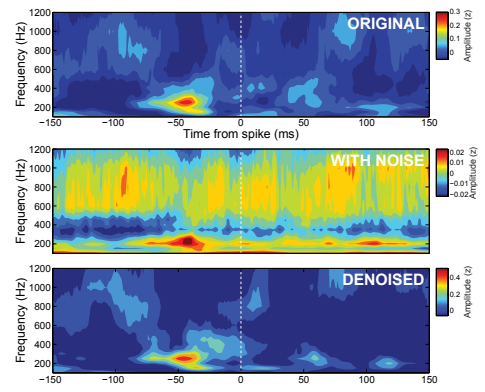 ORIGINAL
Frequency (Hz)
1200
1000
800
600
400
200
−150 −100 −50 0 50 100 150
Time from spike (ms)
0.3
0.2
0.1
0
Amplitude (z)
WITH NOISE
Frequency (Hz)
1200
1000
800
600
400
200
0.02
0.01
0
−0.01
−0.02
Amplitude (z)
DENOISED
Frequency (Hz)
1200
1000
800
600
400
200
−150 −100 −50 0 50 100 150
0.4
0.2
0
Amplitude (z)